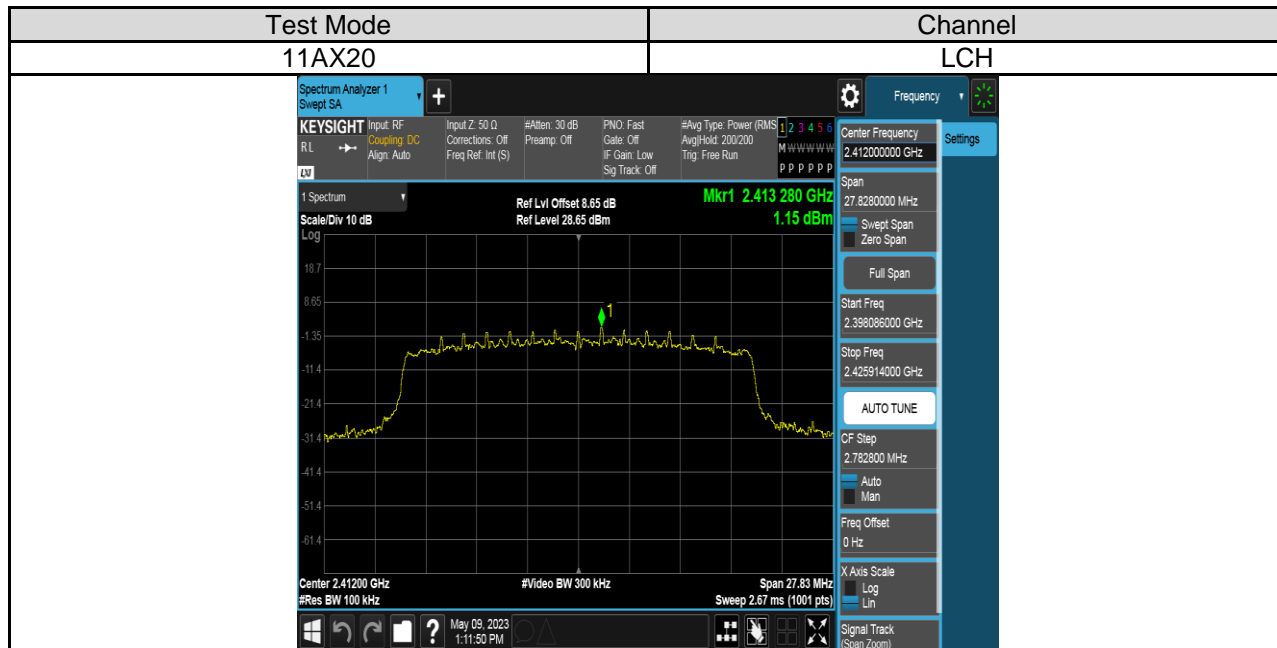 Test Mode
Channel
11AX20
LCH
Spectrum Analyzer 1
Swept SA
+
Frequency
KEYSIGHT
RL
LXI
Input: RF
Coupling: DC
Align: Auto
Input Z: 50 Ω
Corrections: Off
Freq Ref: Int (S)
#Atten: 30 dB
Preamp: Off
PNO: Fast
Gate: Off
IF Gain: Low
Sig Track: Off
#Avg Type: Power (RMS
Avg|Hold: 200/200
Trig: Free Run
1 2 3 4 5 6
M W W W W W
P P P P P P
1 Spectrum
Scale/Div 10 dB
Log
Ref Lvl Offset 8.65 dB
Ref Level 28.65 dBm
Mkr1 2.413 280 GHz
1.15 dBm
18.7
8.65
-1.35
-11.4
-21.4
-31.4
-41.4
-51.4
-61.4
1
Center 2.41200 GHz
#Res BW 100 kHz
#Video BW 300 kHz
Span 27.83 MHz
Sweep 2.67 ms (1001 pts)
?
May 09, 2023
1:11:50 PM
Center Frequency
2.412000000 GHz
Settings
Span
27.8280000 MHz
Swept Span
Zero Span
Full Span
Start Freq
2.398086000 GHz
Stop Freq
2.425914000 GHz
AUTO TUNE
CF Step
2.782800 MHz
Auto
Man
Freq Offset
0 Hz
X Axis Scale
Log
Lin
Signal Track
(Span Zoom)